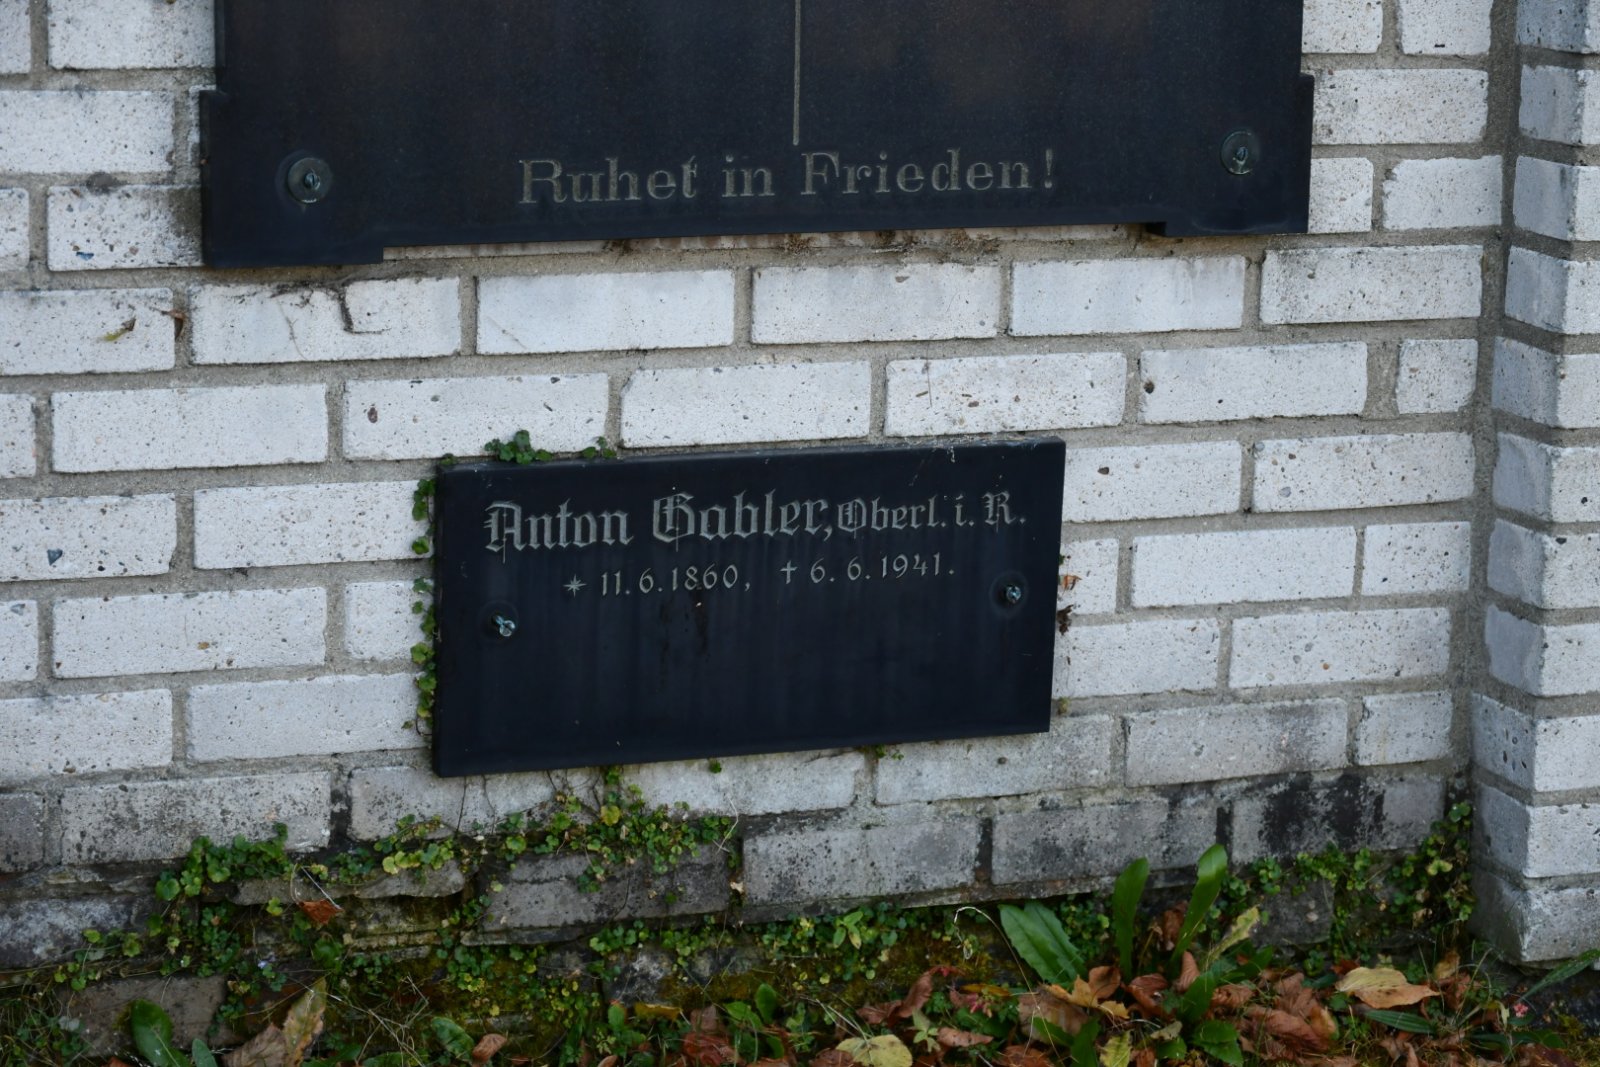 Ruhet in Frieden!
Anton Gabler, Oberl. i. R.
* 11. 6. 1860, † 6. 6. 1941.